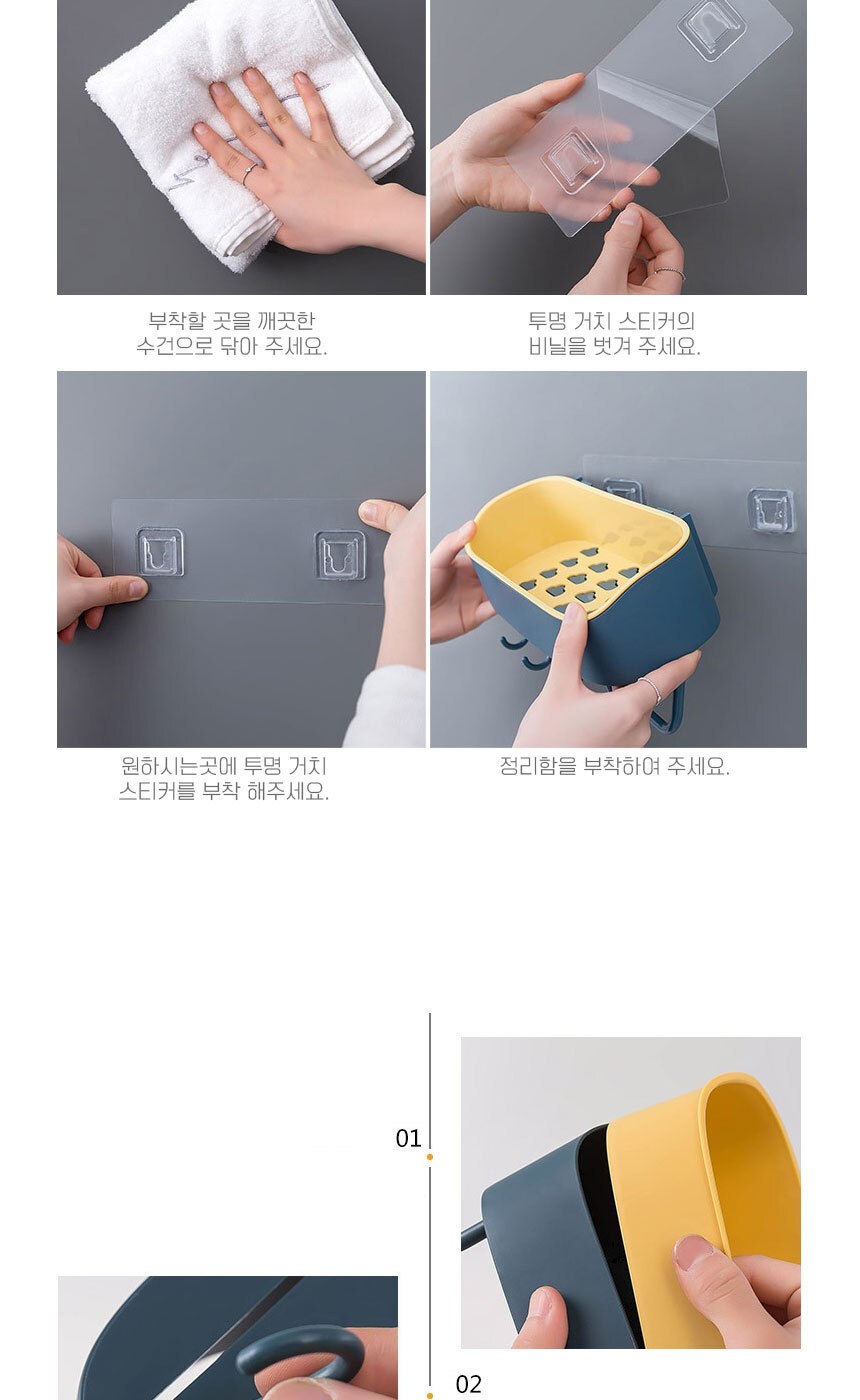 부착할 곳을 깨끗한
수건으로 닦아 주세요.
투명 거치 스티커의
비닐을 벗겨 주세요.
원하시는곳에 투명 거치
스티커를 부착 해주세요.
정리함을 부착하여 주세요.
01
02